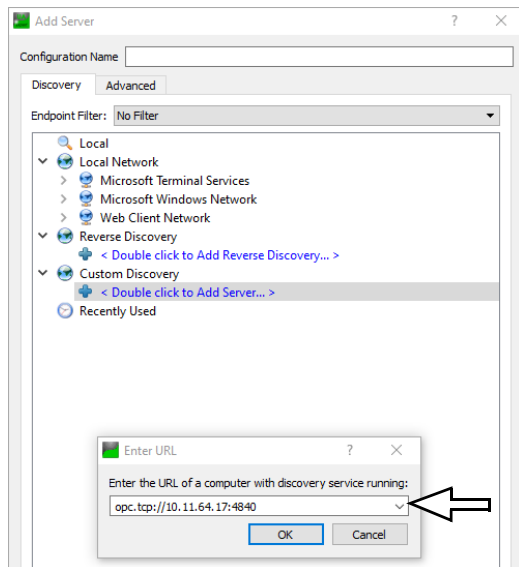 Add Server
?
Configuration Name
Discovery Advanced
Endpoint Filter: No Filter
Local
Local Network
Microsoft Terminal Services
Microsoft Windows Network
Web Client Network
Reverse Discovery
< Double click to Add Reverse Discovery... >
Custom Discovery
< Double click to Add Server... >
Recently Used
Enter URL ?
Enter the URL of a computer with discovery service running:
opc.tcp://10.11.64.17:4840
OK Cancel